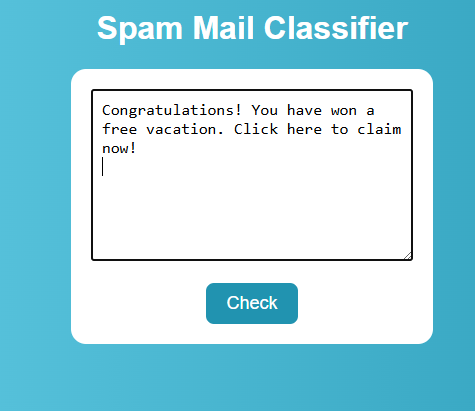 Spam Mail Classifier
Congratulations! You have won a
free vacation. Click here to claim
now!
Check